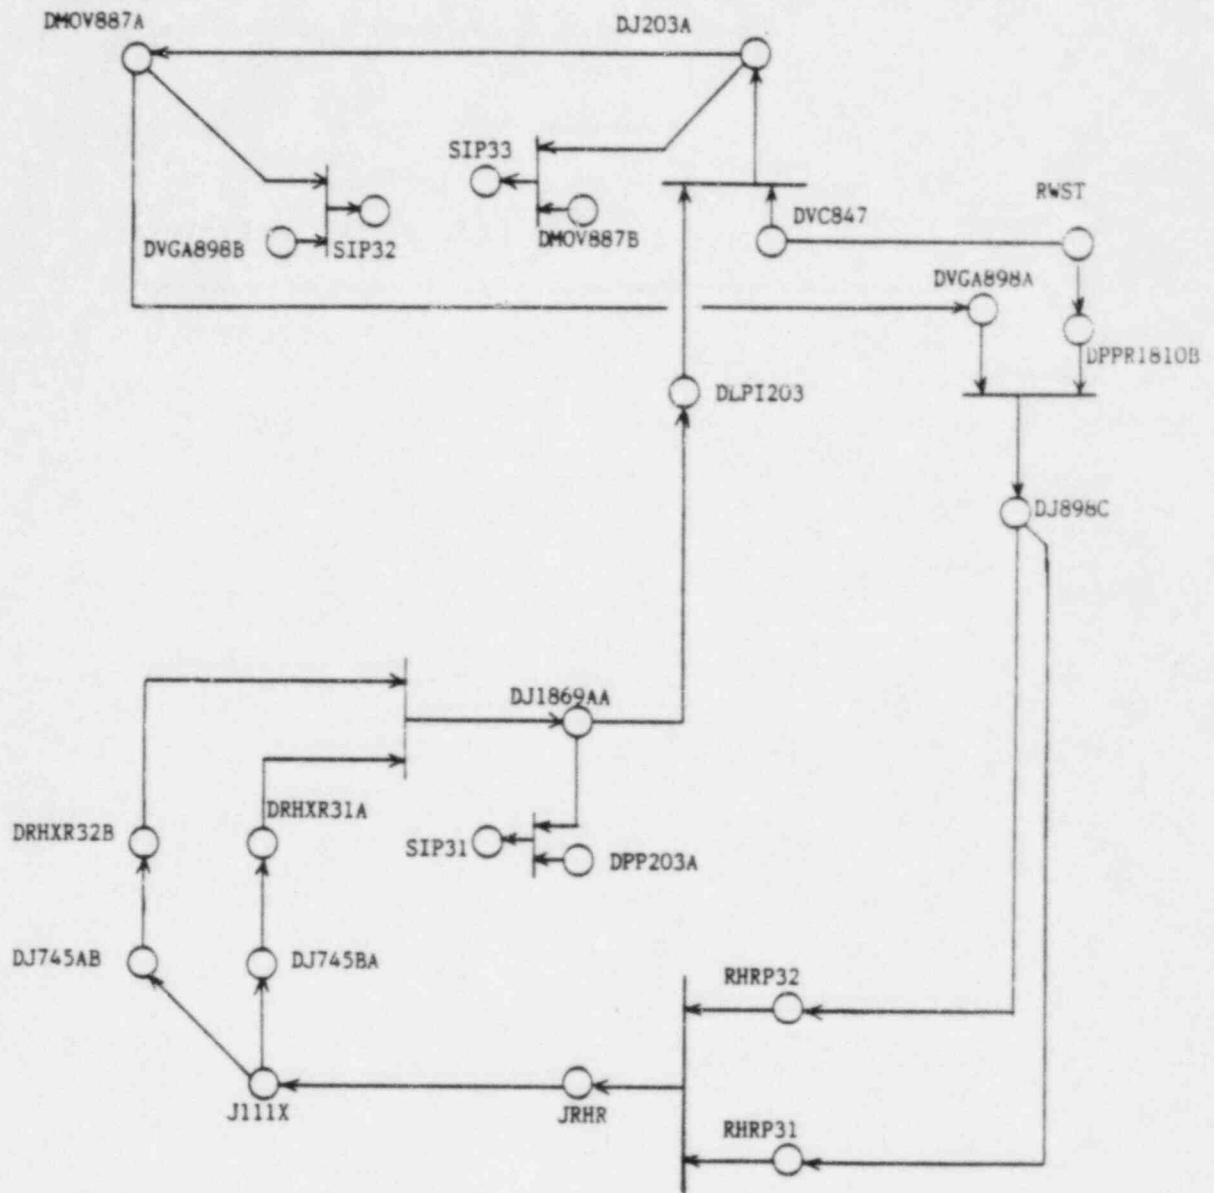 DMOV887A
DJ203A
SIP33
RWST
DVC847
DVGA898B
SIP32
DMOV887B
DVGA898A
DPPR1810B
DLPI203
DJ898C
DJ1869AA
DRHXR31A
DRHXR32B
SIP31
DPP203A
DJ745AB
DJ745BA
RHRP32
J111X
JRHR
RHRP31